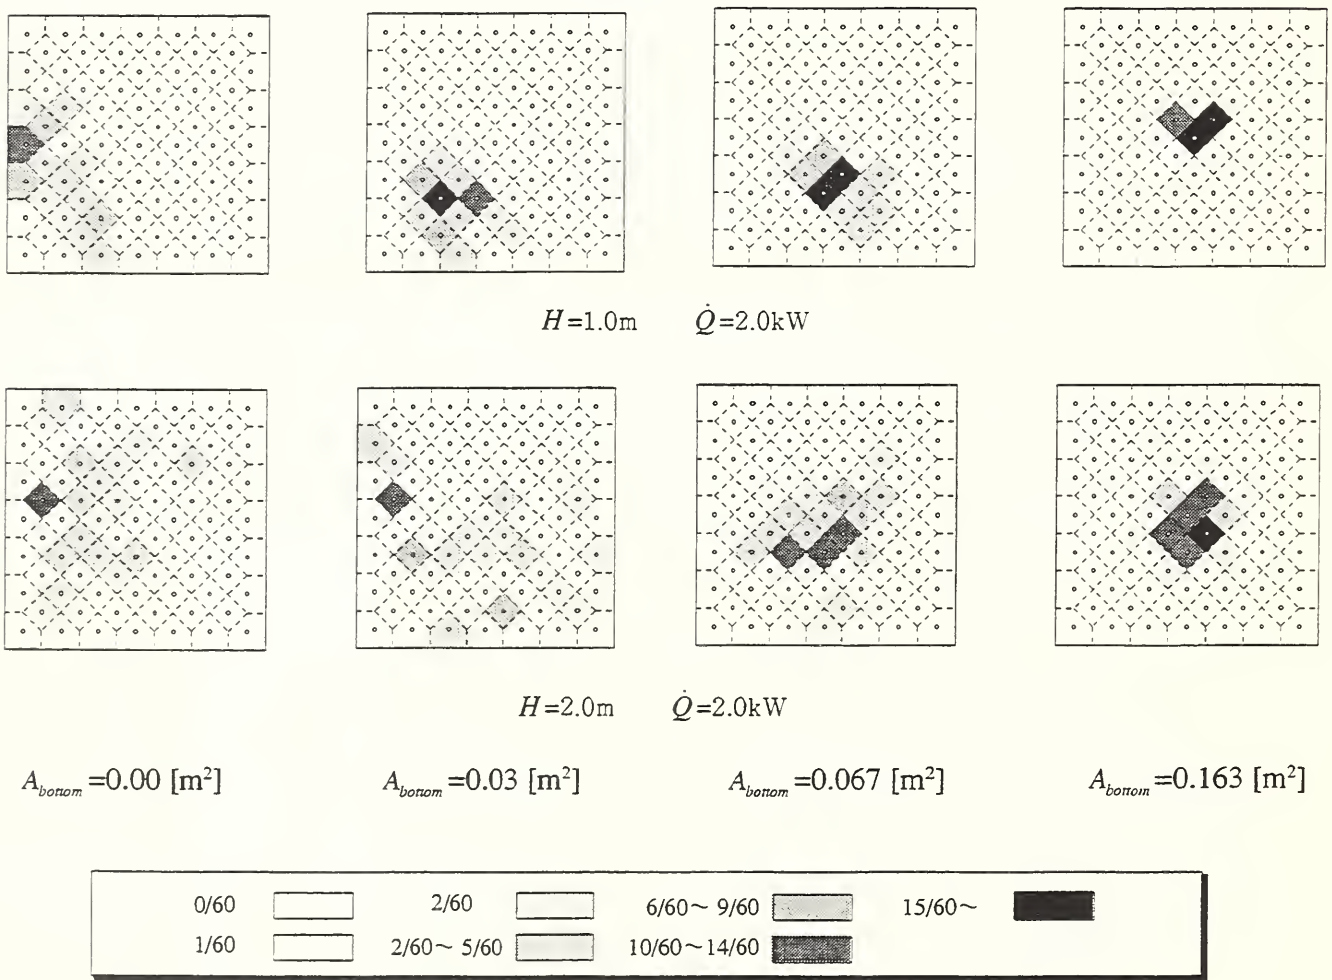 H=1.0m Q̇=2.0kW
H=2.0m Q̇=2.0kW
A_bottom=0.00 [m²] A_bottom=0.03 [m²] A_bottom=0.067 [m²] A_bottom=0.163 [m²]
0/60 2/60 6/60~ 9/60 15/60~
1/60 2/60~ 5/60 10/60~14/60